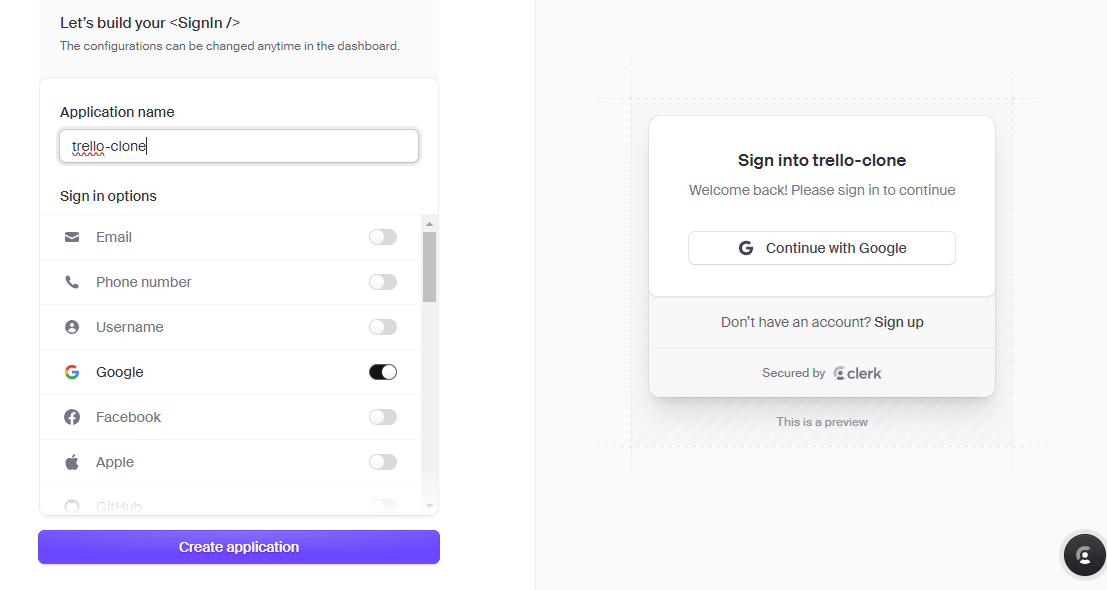 Let's build your <SignIn />
The configurations can be changed anytime in the dashboard.
Application name
trello-clone
Sign in options
Email
Phone number
Username
Google
Facebook
Apple
GitHub
Create application
Sign into trello-clone
Welcome back! Please sign in to continue
Continue with Google
Don't have an account? Sign up
Secured by clerk
This is a preview